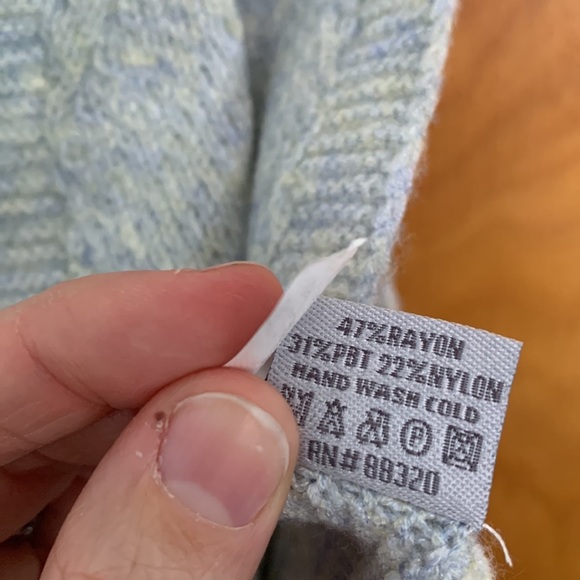 47%RAYON
31%PBT 22%NYLON
HAND WASH COLD
P
RN# 88320